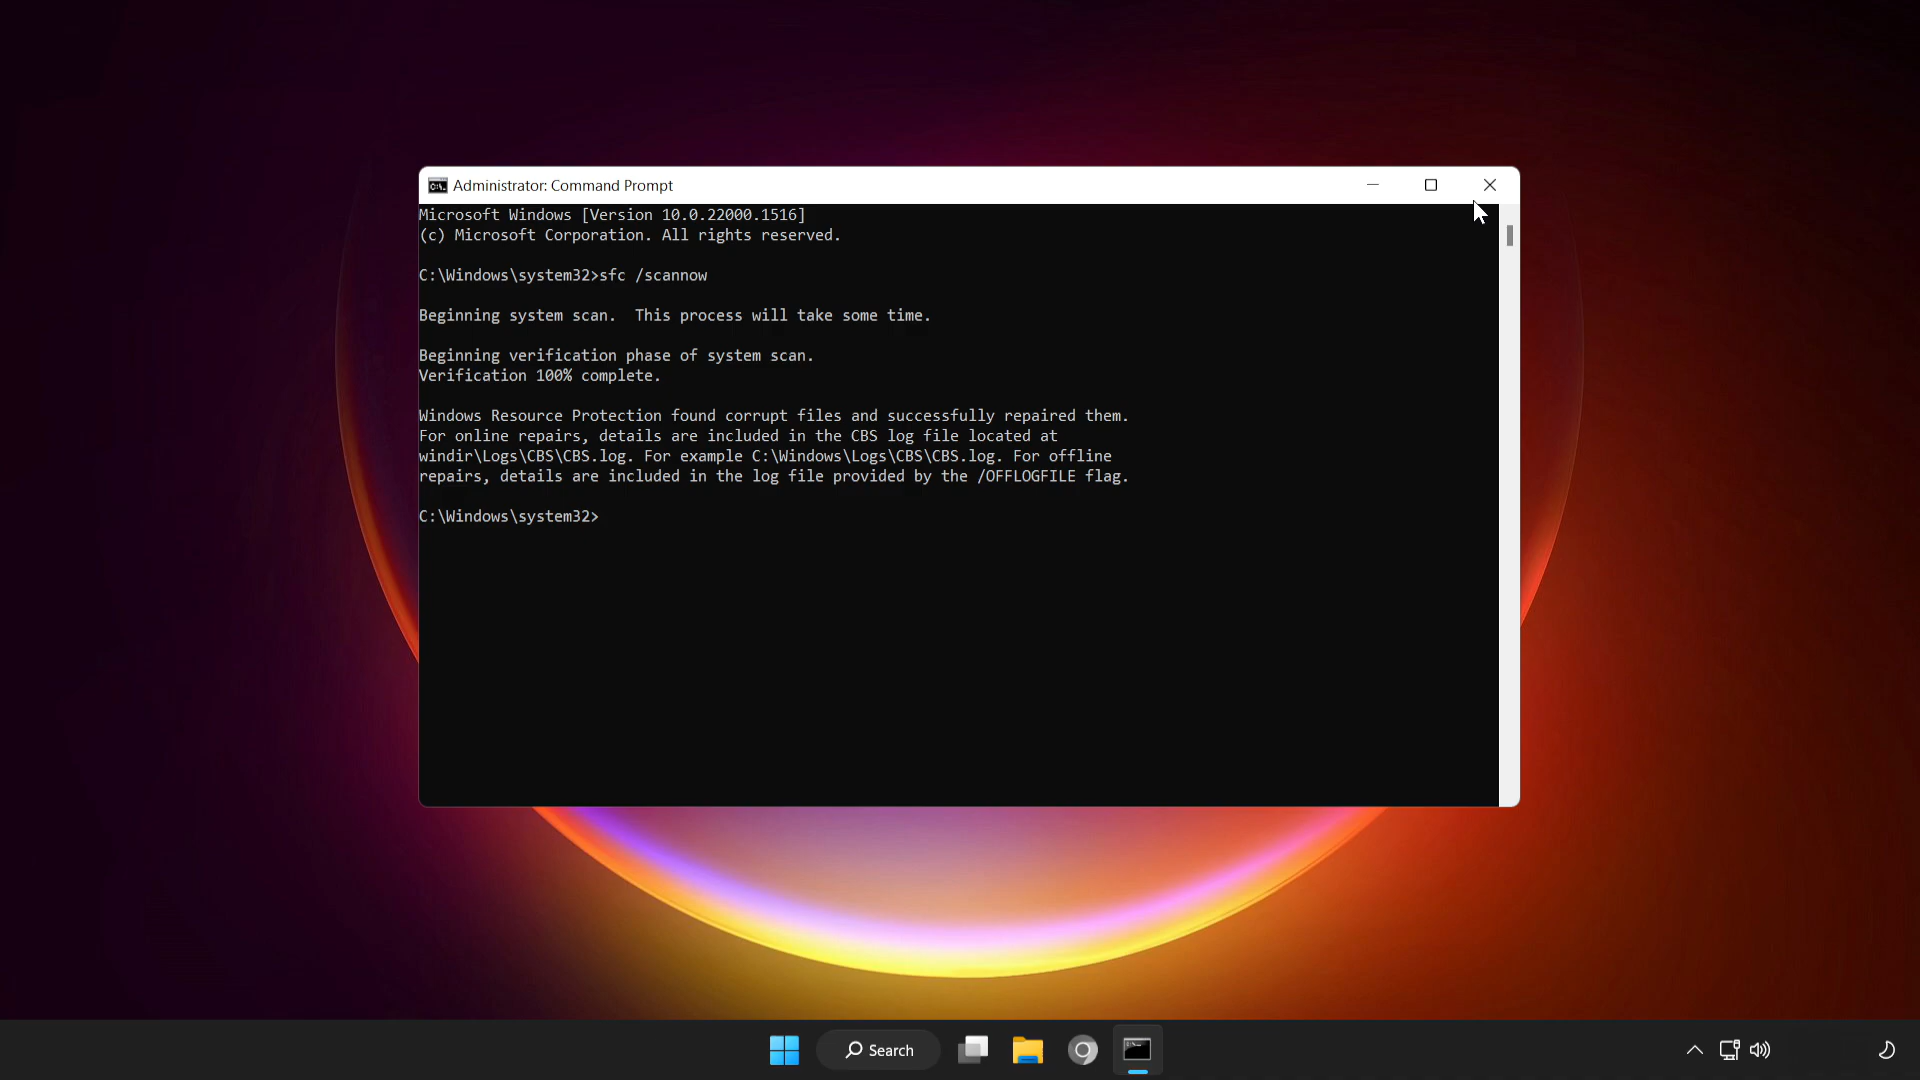 Administrator: Command Prompt
Microsoft Windows [Version 10.0.22000.1516]
(c) Microsoft Corporation. All rights reserved.
C:\Windows\system32>sfc /scannow
Beginning system scan.  This process will take some time.
Beginning verification phase of system scan.
Verification 100% complete.
Windows Resource Protection found corrupt files and successfully repaired them.
For online repairs, details are included in the CBS log file located at
windir\Logs\CBS\CBS.log. For example C:\Windows\Logs\CBS\CBS.log. For offline
repairs, details are included in the log file provided by the /OFFLOGFILE flag.
C:\Windows\system32>
Search